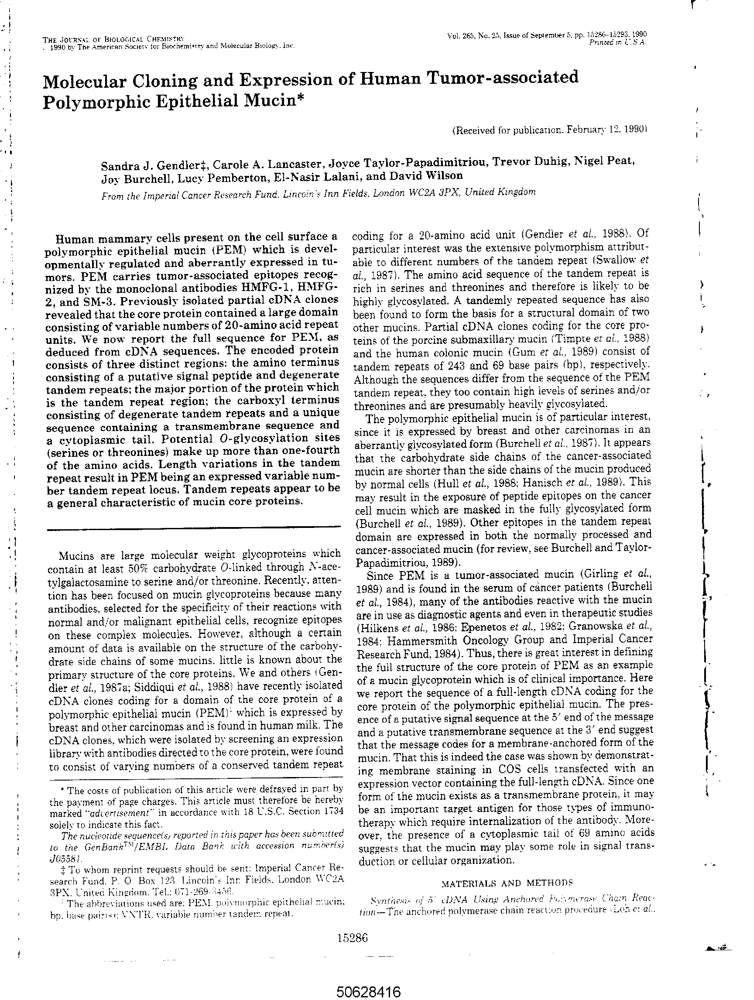 THE JOURNAL OF BIOLOGICAL CHEMISTRY
1990 by The American Society for Biochemistry and Molecular Biology, Inc.
Vol. 265, No. 25, Issue of September 5, pp. 15286-15293, 1990
Printed in U.S.A.
Molecular Cloning and Expression of Human Tumor-associated
Polymorphic Epithelial Mucin*
(Received for publication, February 12, 1990)
Sandra J. Gendler‡, Carole A. Lancaster, Joyce Taylor-Papadimitriou, Trevor Duhig, Nigel Peat,
Joy Burchell, Lucy Pemberton, El-Nasir Lalani, and David Wilson
From the Imperial Cancer Research Fund, Lincoln's Inn Fields, London WC2A 3PX, United Kingdom
Human mammary cells present on the cell surface a
polymorphic epithelial mucin (PEM) which is devel-
opmentally regulated and aberrantly expressed in tu-
mors. PEM carries tumor-associated epitopes recog-
nized by the monoclonal antibodies HMFG-1, HMFG-
2, and SM-3. Previously isolated partial cDNA clones
revealed that the core protein contained a large domain
consisting of variable numbers of 20-amino acid repeat
units. We now report the full sequence for PEM, as
deduced from cDNA sequences. The encoded protein
consists of three distinct regions: the amino terminus
consisting of a putative signal peptide and degenerate
tandem repeats; the major portion of the protein which
is the tandem repeat region; the carboxyl terminus
consisting of degenerate tandem repeats and a unique
sequence containing a transmembrane sequence and
a cytoplasmic tail. Potential O-glycosylation sites
(serines or threonines) make up more than one-fourth
of the amino acids. Length variations in the tandem
repeat result in PEM being an expressed variable num-
ber tandem repeat locus. Tandem repeats appear to be
a general characteristic of mucin core proteins.
Mucins are large molecular weight glycoproteins which
contain at least 50% carbohydrate O-linked through N-ace-
tylgalactosamine to serine and/or threonine. Recently, atten-
tion has been focused on mucin glycoproteins because many
antibodies, selected for the specificity of their reactions with
normal and/or malignant epithelial cells, recognize epitopes
on these complex molecules. However, although a certain
amount of data is available on the structure of the carbohy-
drate side chains of some mucins, little is known about the
primary structure of the core proteins. We and others (Gen-
dler et al., 1987a; Siddiqui et al., 1988) have recently isolated
cDNA clones coding for a domain of the core protein of a
polymorphic epithelial mucin (PEM)¹ which is expressed by
breast and other carcinomas and is found in human milk. The
cDNA clones, which were isolated by screening an expression
library with antibodies directed to the core protein, were found
to consist of varying numbers of a conserved tandem repeat
* The costs of publication of this article were defrayed in part by
the payment of page charges. This article must therefore be hereby
marked "advertisement" in accordance with 18 U.S.C. Section 1734
solely to indicate this fact.
The nucleotide sequence(s) reported in this paper has been submitted
to the GenBank™/EMBL Data Bank with accession number(s)
J05581.
‡ To whom reprint requests should be sent: Imperial Cancer Re-
search Fund, P. O. Box 123, Lincoln's Inn Fields, London WC2A
3PX, United Kingdom. Tel.: 071-269-3456.
¹ The abbreviations used are: PEM, polymorphic epithelial mucin;
bp, base pair(s); VNTR, variable number tandem repeat.
coding for a 20-amino acid unit (Gendler et al., 1988). Of
particular interest was the extensive polymorphism attribut-
able to different numbers of the tandem repeat (Swallow et
al., 1987). The amino acid sequence of the tandem repeat is
rich in serines and threonines and therefore is likely to be
highly glycosylated. A tandemly repeated sequence has also
been found to form the basis for a structural domain of two
other mucins. Partial cDNA clones coding for the core pro-
teins of the porcine submaxillary mucin (Timpte et al., 1988)
and the human colonic mucin (Gum et al., 1989) consist of
tandem repeats of 243 and 69 base pairs (bp), respectively.
Although the sequences differ from the sequence of the PEM
tandem repeat, they too contain high levels of serines and/or
threonines and are presumably heavily glycosylated.
The polymorphic epithelial mucin is of particular interest,
since it is expressed by breast and other carcinomas in an
aberrantly glycosylated form (Burchell et al., 1987). It appears
that the carbohydrate side chains of the cancer-associated
mucin are shorter than the side chains of the mucin produced
by normal cells (Hull et al., 1988; Hanisch et al., 1989). This
may result in the exposure of peptide epitopes on the cancer
cell mucin which are masked in the fully glycosylated form
(Burchell et al., 1989). Other epitopes in the tandem repeat
domain are expressed in both the normally processed and
cancer-associated mucin (for review, see Burchell and Taylor-
Papadimitriou, 1989).
Since PEM is a tumor-associated mucin (Girling et al.,
1989) and is found in the serum of cancer patients (Burchell
et al., 1984), many of the antibodies reactive with the mucin
are in use as diagnostic agents and even in therapeutic studies
(Hilkens et al., 1986; Epenetos et al., 1982; Granowska et al.,
1984; Hammersmith Oncology Group and Imperial Cancer
Research Fund, 1984). Thus, there is great interest in defining
the full structure of the core protein of PEM as an example
of a mucin glycoprotein which is of clinical importance. Here
we report the sequence of a full-length cDNA coding for the
core protein of the polymorphic epithelial mucin. The pres-
ence of a putative signal sequence at the 5′ end of the message
and a putative transmembrane sequence at the 3′ end suggest
that the message codes for a membrane-anchored form of the
mucin. That this is indeed the case was shown by demonstrat-
ing membrane staining in COS cells transfected with an
expression vector containing the full-length cDNA. Since one
form of the mucin exists as a transmembrane protein, it may
be an important target antigen for those types of immuno-
therapy which require internalization of the antibody. More-
over, the presence of a cytoplasmic tail of 69 amino acids
suggests that the mucin may play some role in signal trans-
duction or cellular organization.
MATERIALS AND METHODS
Synthesis of 5′ cDNA Using Anchored Polymerase Chain Reac-
tion—The anchored polymerase chain reaction procedure (Loh et al.,
15286
50628416